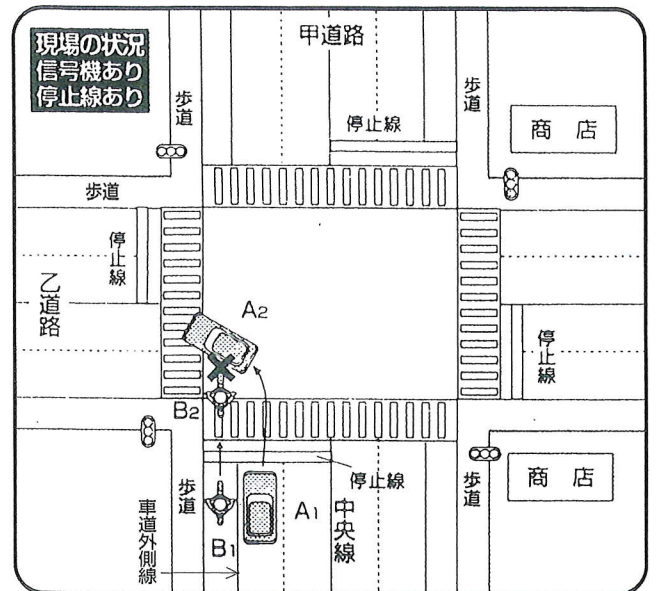 現場の状況
信号機あり
停止線あり
甲道路
歩道
歩道
停止線
商　店
歩道
停止線
乙道路
A2
停止線
B2
停止線
歩道
A1
中央線
歩道
商　店
車道外側線
B1